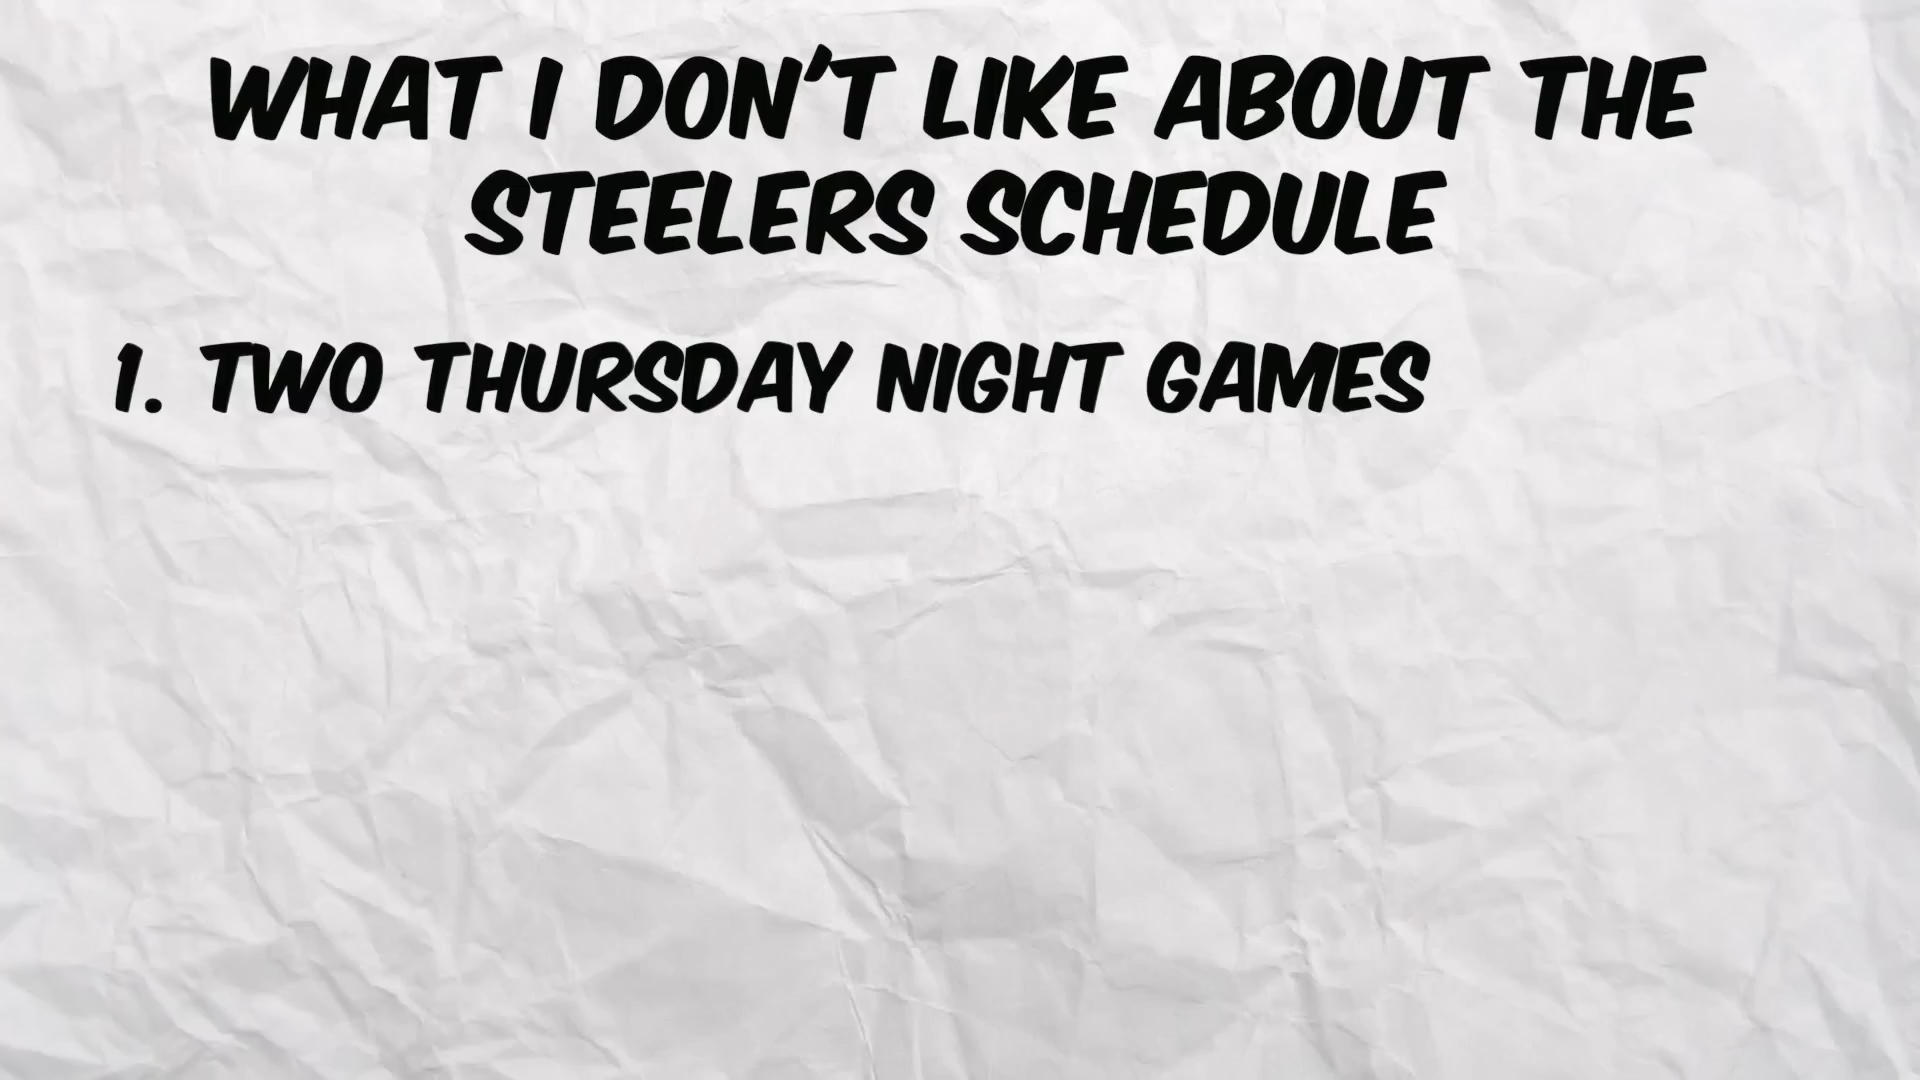 WHAT I DON'T LIKE ABOUT THE
STEELERS SCHEDULE
1. TWO THURSDAY NIGHT GAMES